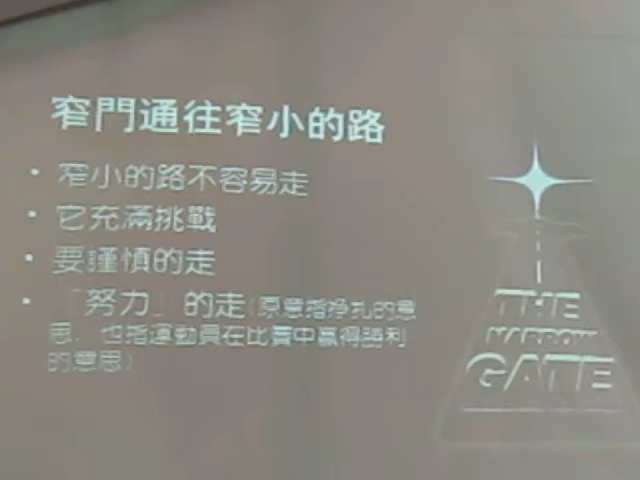 窄門通往窄小的路
• 窄小的路不容易走
• 它充滿挑戰
• 要謹慎的走
• 「努力」的走(原意指掙扎的意
思，也指運動員在比賽中贏得勝利
的意思)
THE
NARROW
GATE